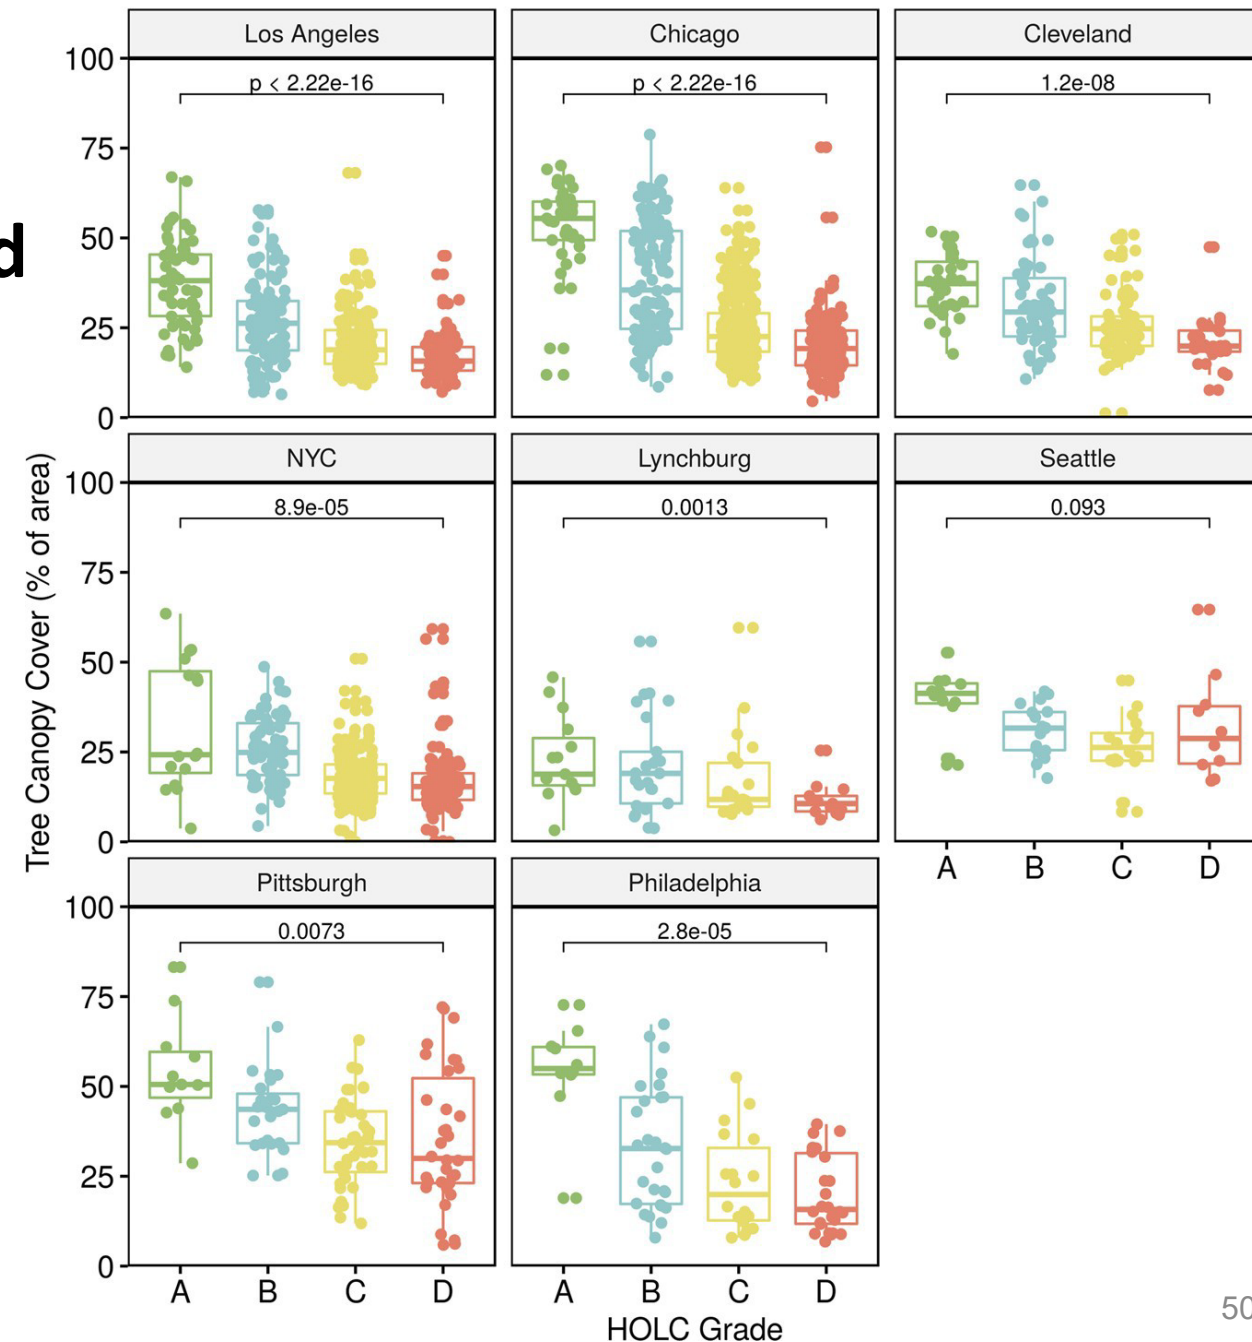 d
Los Angeles
Chicago
Cleveland
p < 2.22e-16
p < 2.22e-16
1.2e-08
100
75
50
25
0
NYC
Lynchburg
Seattle
8.9e-05
0.0013
0.093
100
75
50
25
0
A B C D
Tree Canopy Cover (% of area)
Pittsburgh
Philadelphia
0.0073
2.8e-05
100
75
50
25
0
A B C D
A B C D
HOLC Grade
50